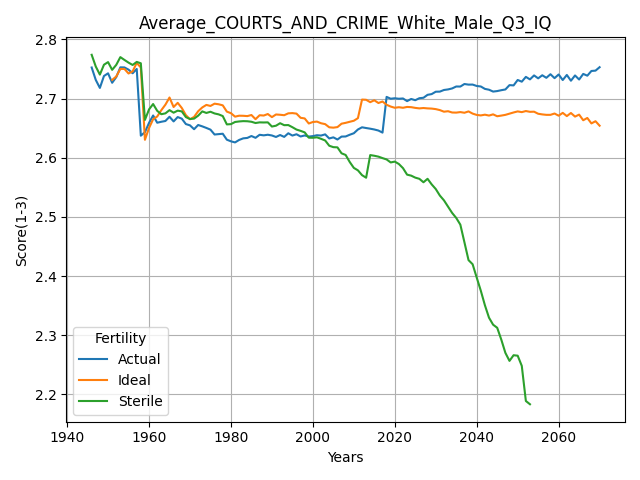 Average_COURTS_AND_CRIME_White_Male_Q3_IQ
2.8
2.7
2.6
2.5
2.4
2.3
2.2
Score(1-3)
Fertility
Actual
Ideal
Sterile
1940 1960 1980 2000 2020 2040 2060
Years